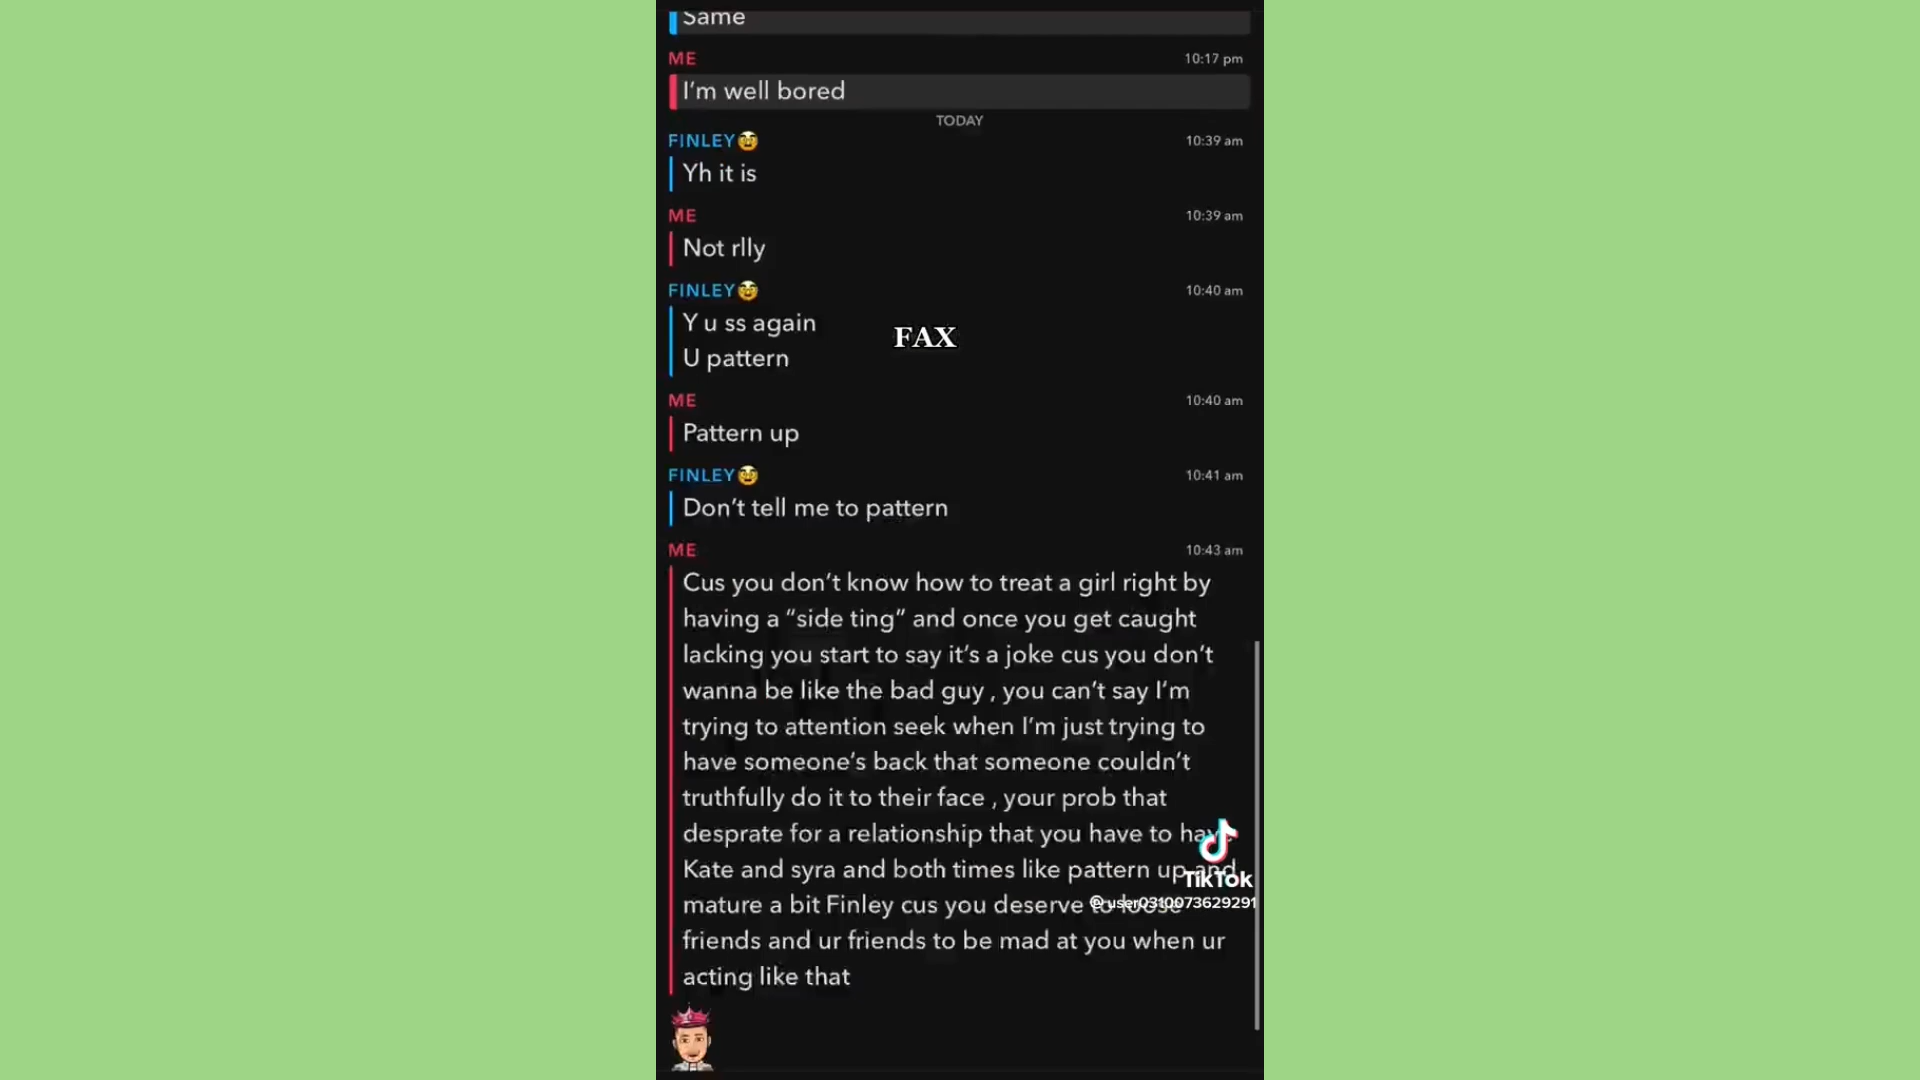 Same
ME 10:17 pm
I'm well bored
TODAY
FINLEY🥸 10:39 am
Yh it is
ME 10:39 am
Not rlly
FINLEY🥸 10:40 am
Y u ss again
FAX
U pattern
ME 10:40 am
Pattern up
FINLEY🥸 10:41 am
Don't tell me to pattern
ME 10:43 am
Cus you don't know how to treat a girl right by
having a “side ting” and once you get caught
lacking you start to say it's a joke cus you don't
wanna be like the bad guy , you can't say I'm
trying to attention seek when I'm just trying to
have someone's back that someone couldn't
truthfully do it to their face , your prob that
desprate for a relationship that you have to have
Kate and syra and both times like pattern up and
TikTok
mature a bit Finley cus you deserve to loose
@user0310073629291
friends and ur friends to be mad at you when ur
acting like that